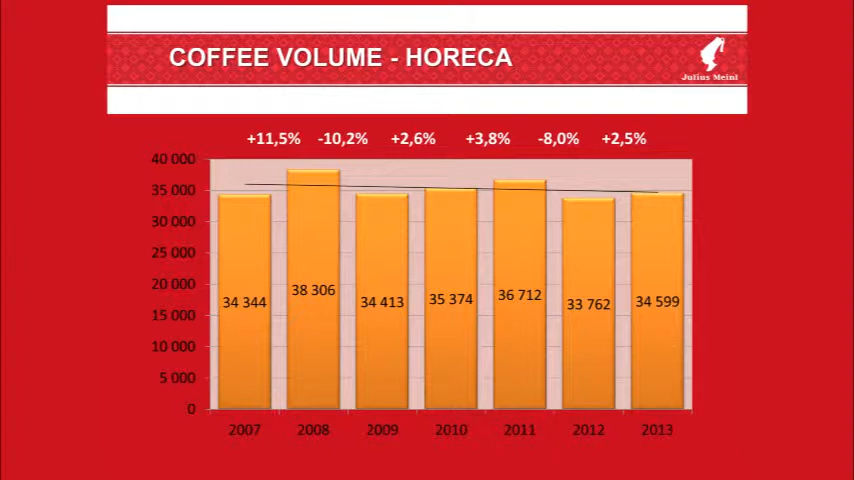 COFFEE VOLUME - HORECA
Julius Meinl
+11,5% -10,2% +2,6% +3,8% -8,0% +2,5%
40 000
35 000
30 000
25 000
20 000
15 000
10 000
5 000
0
34 344 38 306 34 413 35 374 36 712 33 762 34 599
2007 2008 2009 2010 2011 2012 2013